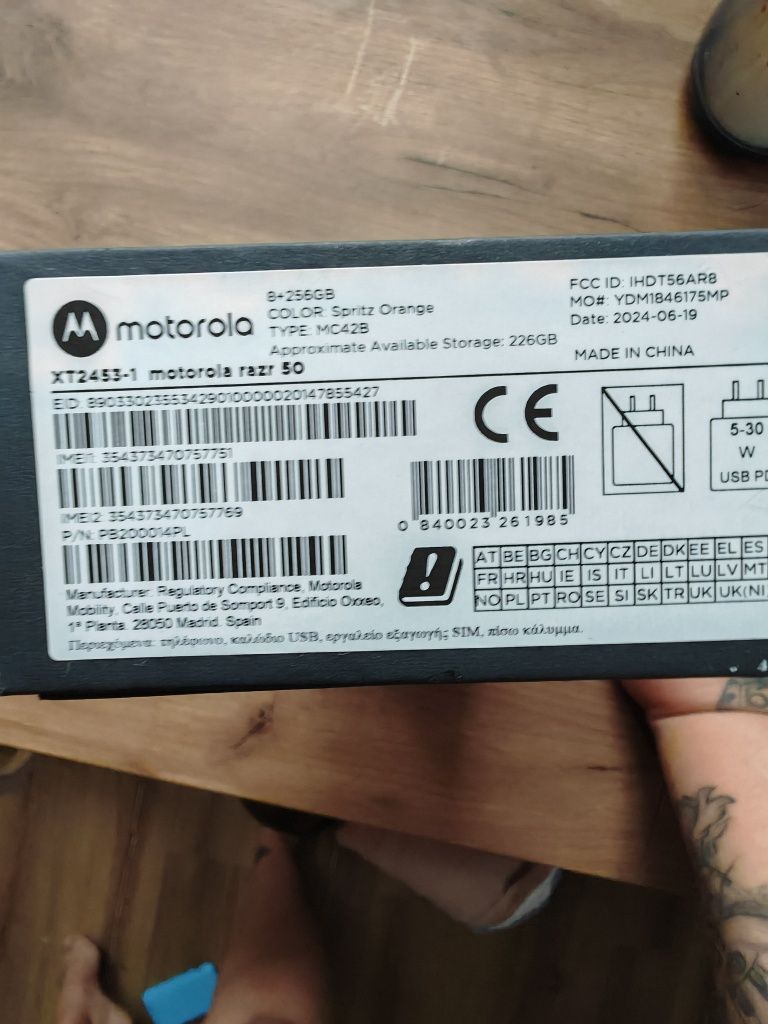 motorola
8+256GB
COLOR: Spritz Orange
TYPE: MC42B
Approximate Available Storage: 226GB
FCC ID: IHDT56AR8
MO#: YDM1846175MP
Date: 2024-06-19
MADE IN CHINA
XT2453-1 motorola razr 50
EID: 89033023553429010000020147855427
IMEI1: 354373470757751
IMEI2: 354373470757769
P/N: PB200014PL
CE
5-30
W
USB PD
0 840023 261985
AT BE BG CH CY CZ DE DK EE EL ES
FR HR HU IE IS IT LI LT LU LV MT
NO PL PT RO SE SI SK TR UK UK(NI)
Manufacturer: Regulatory Compliance, Motorola
Mobility, Calle Puerto de Somport 9, Edificio Oxxeo,
1ª Planta, 28050 Madrid, Spain
Περιεχόμενα: τηλέφωνο, καλώδιο USB, εργαλείο εξαγωγής SIM, πίσω κάλυμμα.